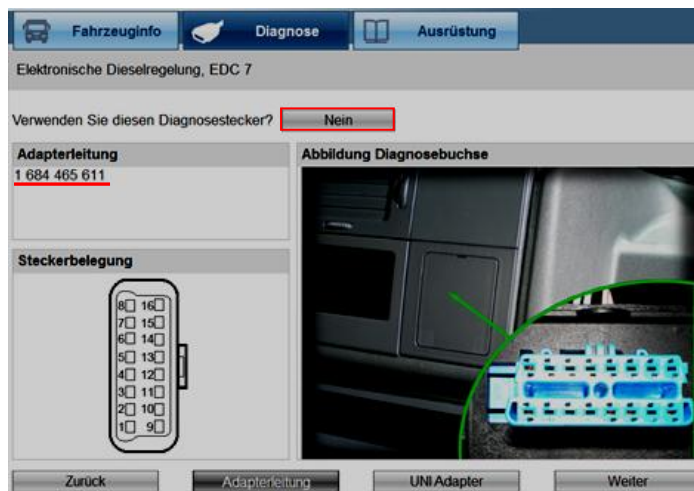 Fahrzeuginfo
Diagnose
Ausrüstung
Elektronische Dieselregelung, EDC 7
Verwenden Sie diesen Diagnosestecker? Nein
Adapterleitung
1 684 465 611
Abbildung Diagnosebuchse
Steckerbelegung
8 16
7 15
6 14
5 13
4 12
3 11
2 10
1 9
Zurück
Adapterleitung
UNI Adapter
Weiter